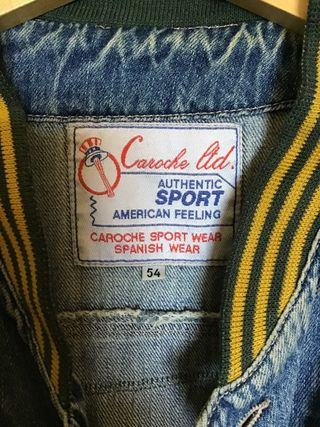 Caroche Ltd.
AUTHENTIC
SPORT
AMERICAN FEELING
CAROCHE SPORT WEAR
SPANISH WEAR
54